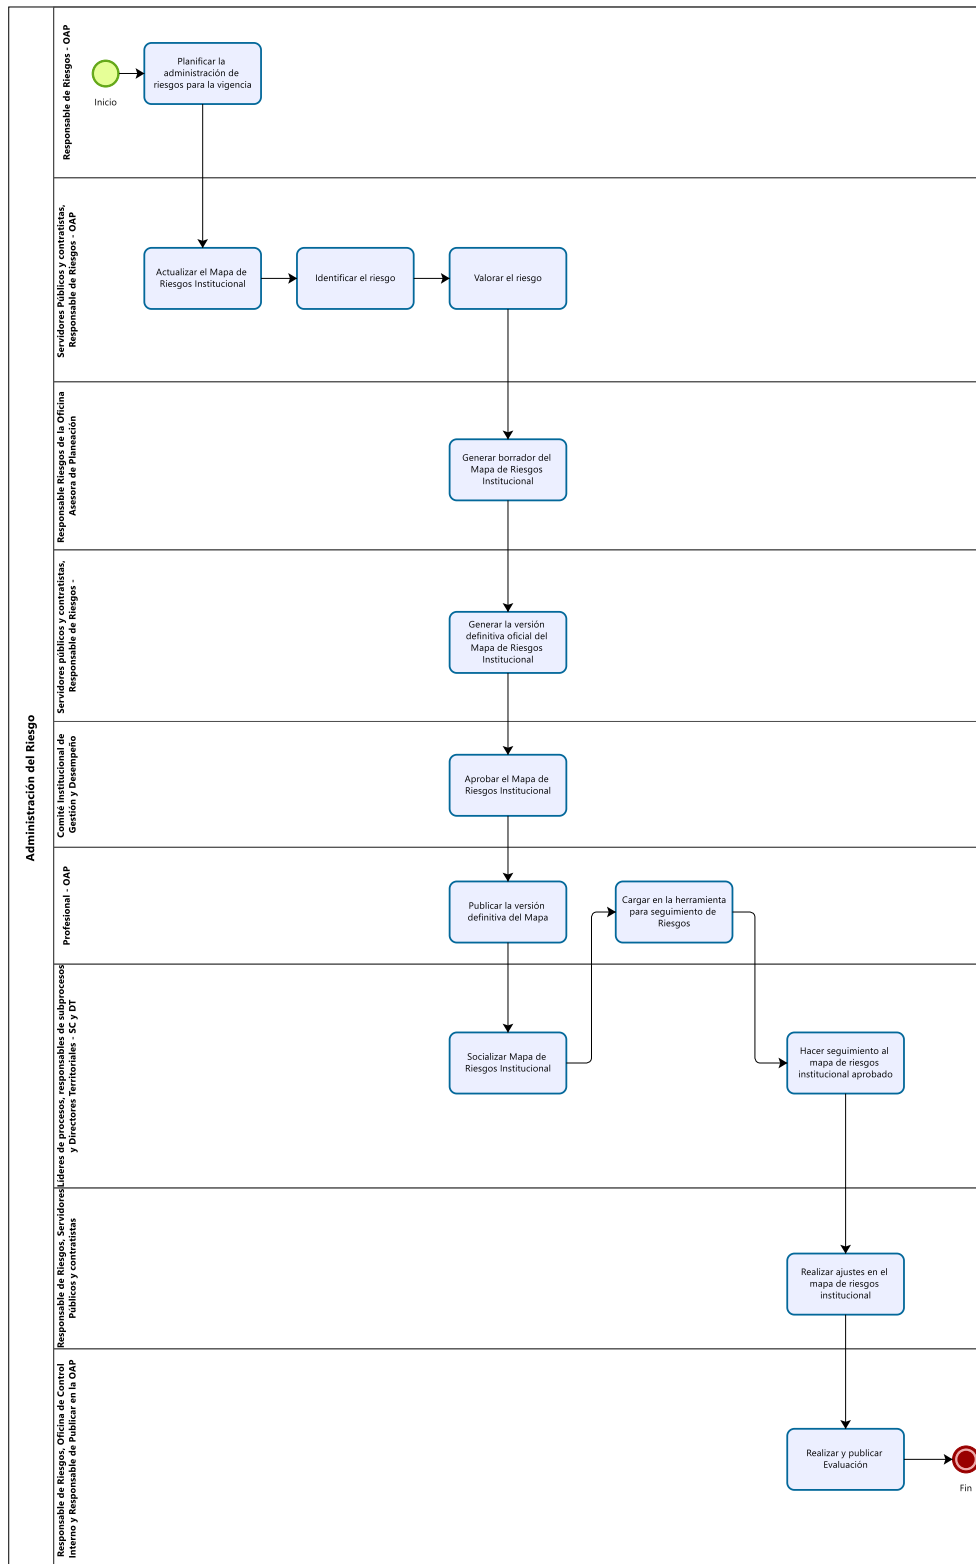 Administración del Riesgo
Responsable de Riesgos - OAP
Inicio
Planificar la
administración de
riesgos para la vigencia
Servidores Públicos y contratistas,
Responsable de Riesgos - OAP
Actualizar el Mapa de
Riesgos Institucional
Identificar el riesgo
Valorar el riesgo
Responsable Riesgos de la Oficina
Asesora de Planeación
Generar borrador del
Mapa de Riesgos
Institucional
Servidores públicos y contratistas,
Responsable de Riesgos -
Generar la versión
definitiva oficial del
Mapa de Riesgos
Institucional
Comité Institucional de
Gestión y Desempeño
Aprobar el Mapa de
Riesgos Institucional
Profesional - OAP
Publicar la versión
definitiva del Mapa
Cargar en la herramienta
para seguimiento de
Riesgos
Líderes de procesos, responsables de subprocesos
y Directores Territoriales - SC y DT
Socializar Mapa de
Riesgos Institucional
Hacer seguimiento al
mapa de riesgos
institucional aprobado
Responsable de Riesgos, Servidores
Públicos y contratistas
Realizar ajustes en el
mapa de riesgos
institucional
Responsable de Riesgos, Oficina de Control
Interno y Responsable de Publicar en la OAP
Realizar y publicar
Evaluación
Fin